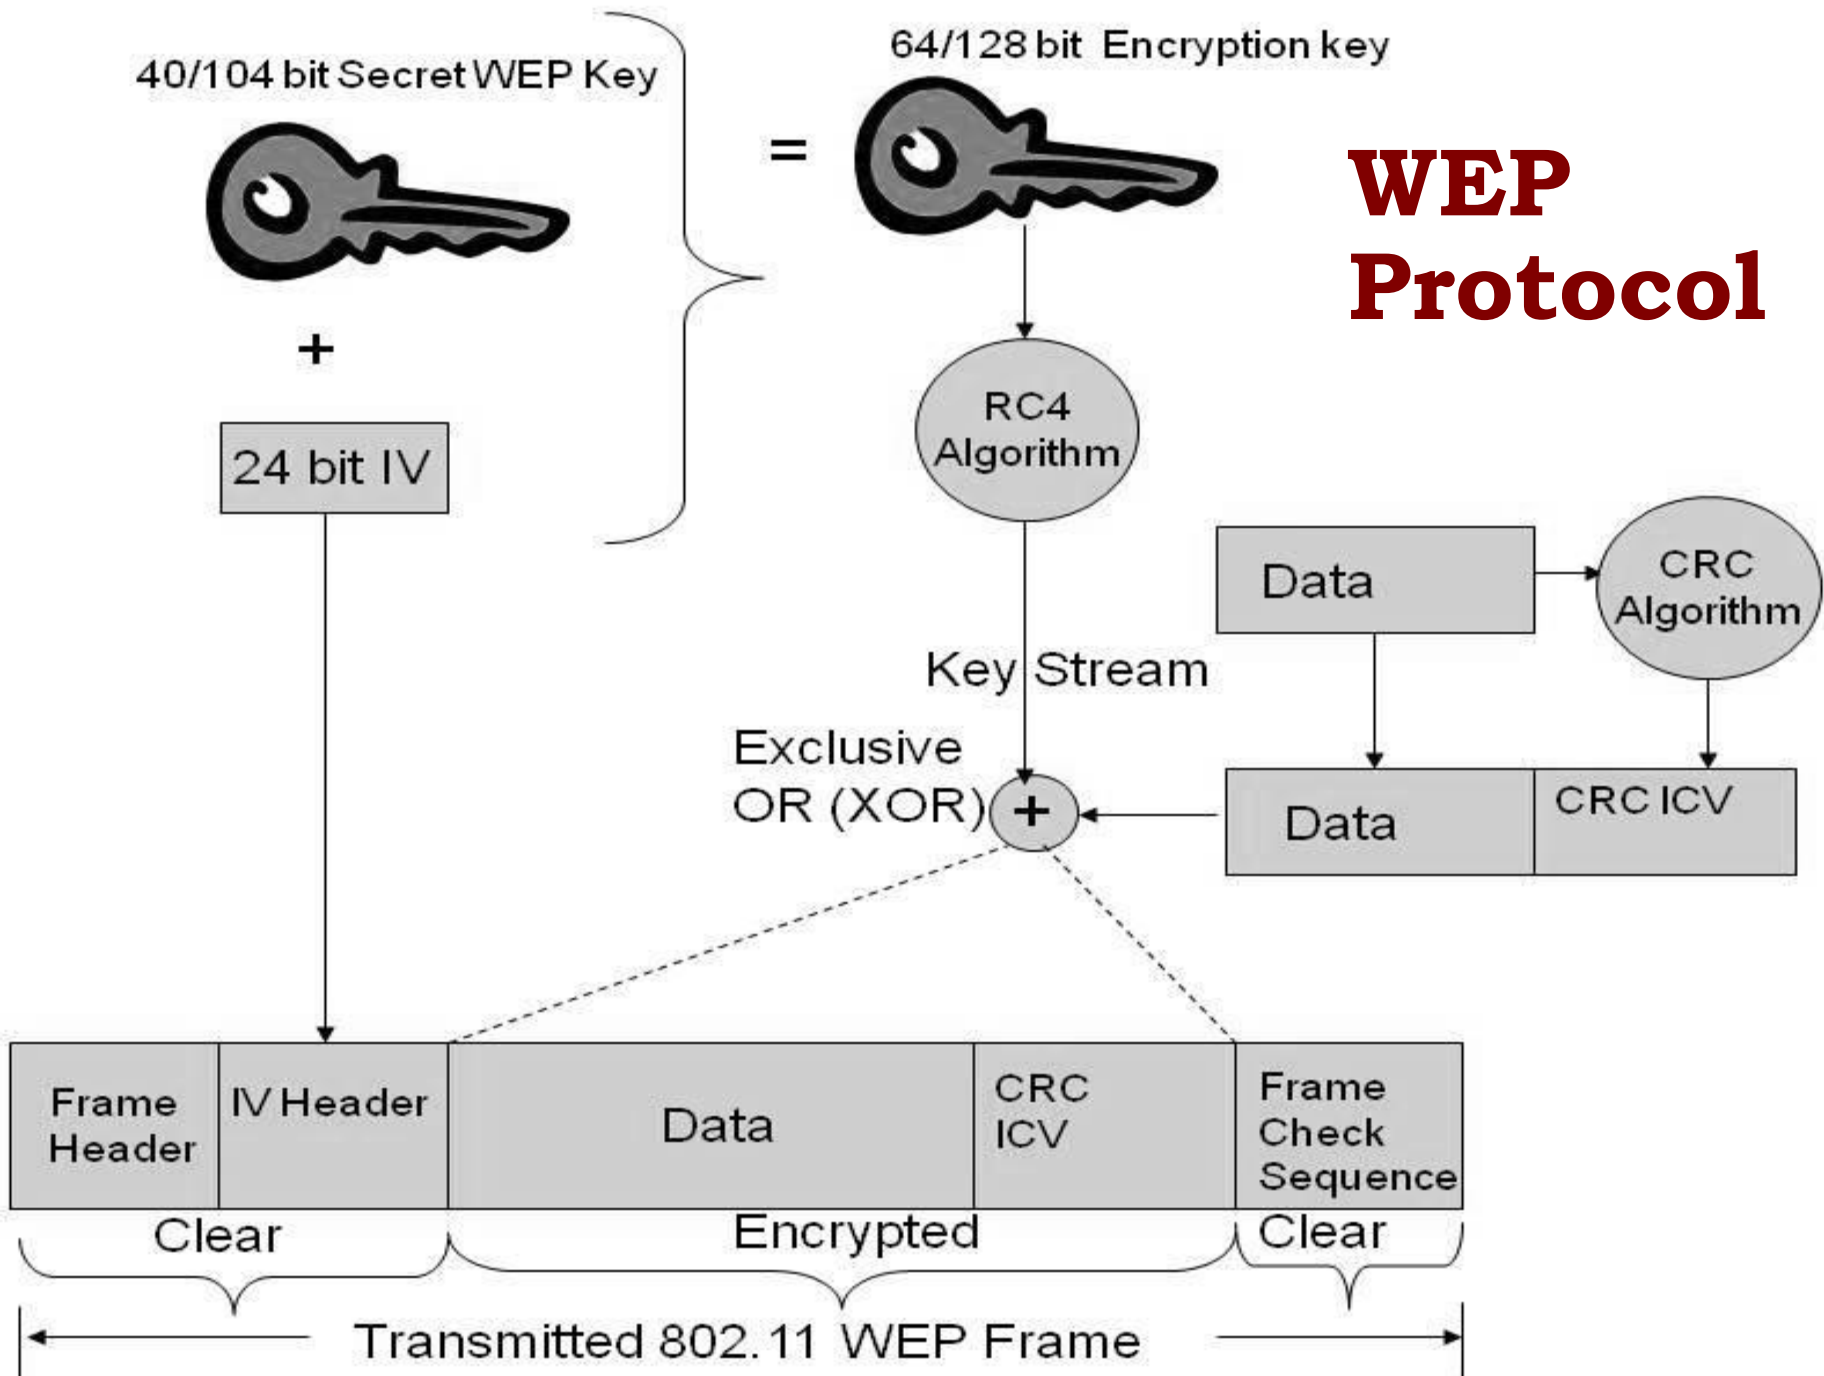 40/104 bit Secret WEP Key
64/128 bit Encryption key
=
WEP
Protocol
+
24 bit IV
RC4
Algorithm
Data
CRC
Algorithm
Key Stream
Exclusive
OR (XOR)
+
Data
CRC ICV
Frame
Header
IV Header
Data
CRC
ICV
Frame
Check
Sequence
Clear
Encrypted
Clear
Transmitted 802.11 WEP Frame